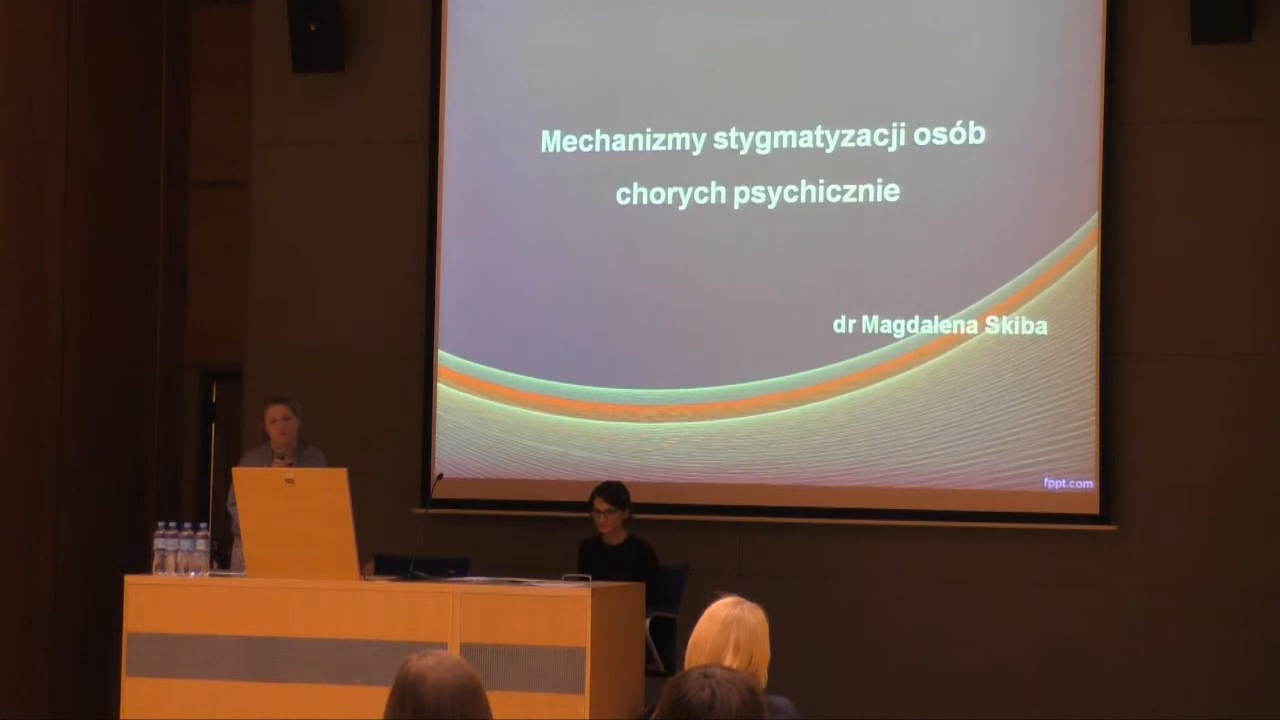 Mechanizmy stygmatyzacji osób
chorych psychicznie
dr Magdalena Skiba
fppt.com